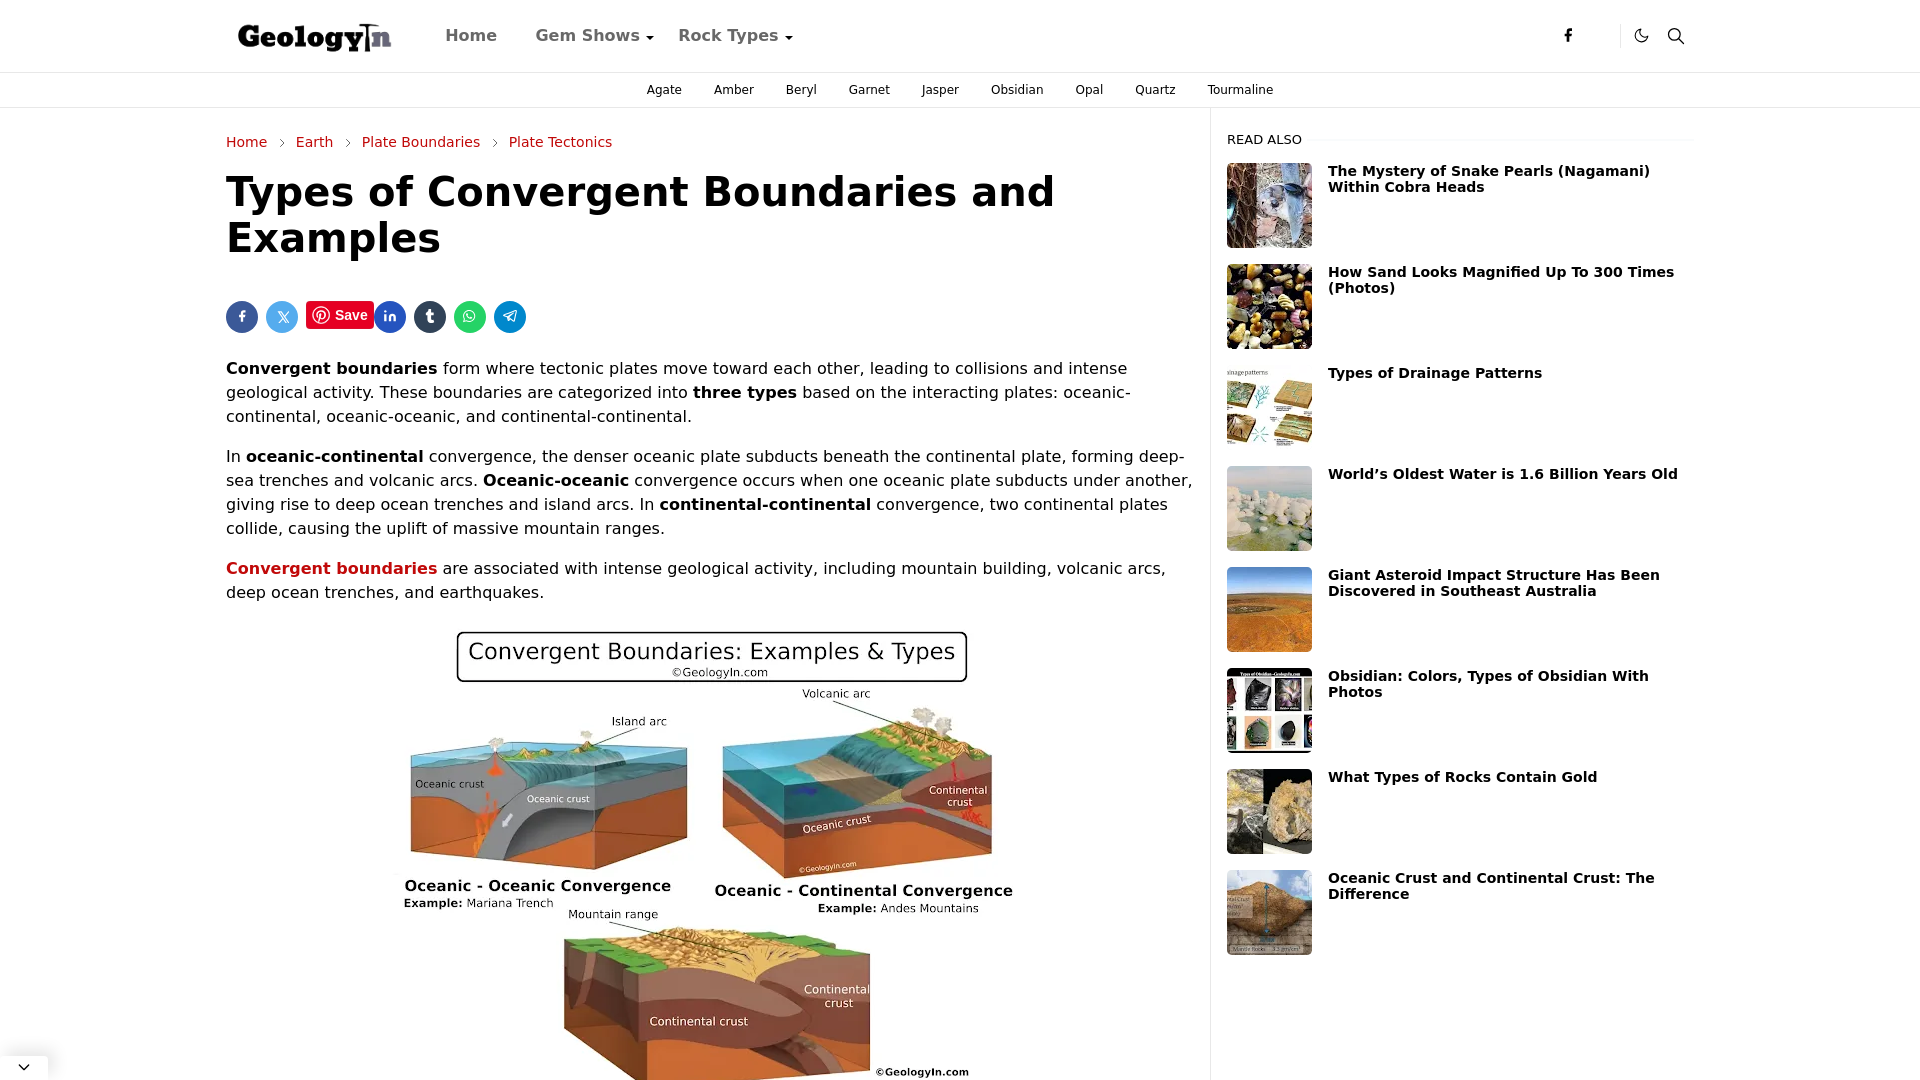 GeologyIn
Home
Gem Shows
Rock Types
Agate
Amber
Beryl
Garnet
Jasper
Obsidian
Opal
Quartz
Tourmaline
Home
Earth
Plate Boundaries
Plate Tectonics
Types of Convergent Boundaries and
Examples
Save
Convergent boundaries form where tectonic plates move toward each other, leading to collisions and intense
geological activity. These boundaries are categorized into three types based on the interacting plates: oceanic-
continental, oceanic-oceanic, and continental-continental.
In oceanic-continental convergence, the denser oceanic plate subducts beneath the continental plate, forming deep-
sea trenches and volcanic arcs. Oceanic-oceanic convergence occurs when one oceanic plate subducts under another,
giving rise to deep ocean trenches and island arcs. In continental-continental convergence, two continental plates
collide, causing the uplift of massive mountain ranges.
Convergent boundaries are associated with intense geological activity, including mountain building, volcanic arcs,
deep ocean trenches, and earthquakes.
Convergent Boundaries: Examples & Types
©GeologyIn.com
Volcanic arc
Island arc
Oceanic crust
Oceanic crust
Continental
crust
Oceanic crust
©GeologyIn.com
Oceanic - Oceanic Convergence
Example: Mariana Trench
Oceanic - Continental Convergence
Example: Andes Mountains
Mountain range
Continental
crust
Continental crust
©GeologyIn.com
READ ALSO
The Mystery of Snake Pearls (Nagamani)
Within Cobra Heads
How Sand Looks Magnified Up To 300 Times
(Photos)
Types of Drainage Patterns
World’s Oldest Water is 1.6 Billion Years Old
Giant Asteroid Impact Structure Has Been
Discovered in Southeast Australia
Obsidian: Colors, Types of Obsidian With
Photos
What Types of Rocks Contain Gold
Oceanic Crust and Continental Crust: The
Difference